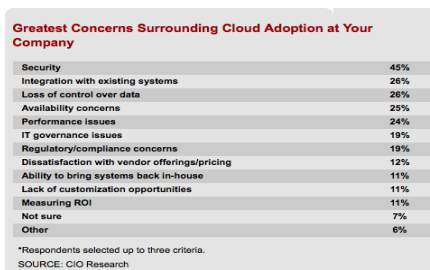 Greatest Concerns Surrounding Cloud Adoption at Your
Company
Security 45%
Integration with existing systems 26%
Loss of control over data 26%
Availability concerns 25%
Performance issues 24%
IT governance issues 19%
Regulatory/compliance concerns 19%
Dissatisfaction with vendor offerings/pricing 12%
Ability to bring systems back in-house 11%
Lack of customization opportunities 11%
Measuring ROI 11%
Not sure 7%
Other 6%
*Respondents selected up to three criteria.
SOURCE: CIO Research